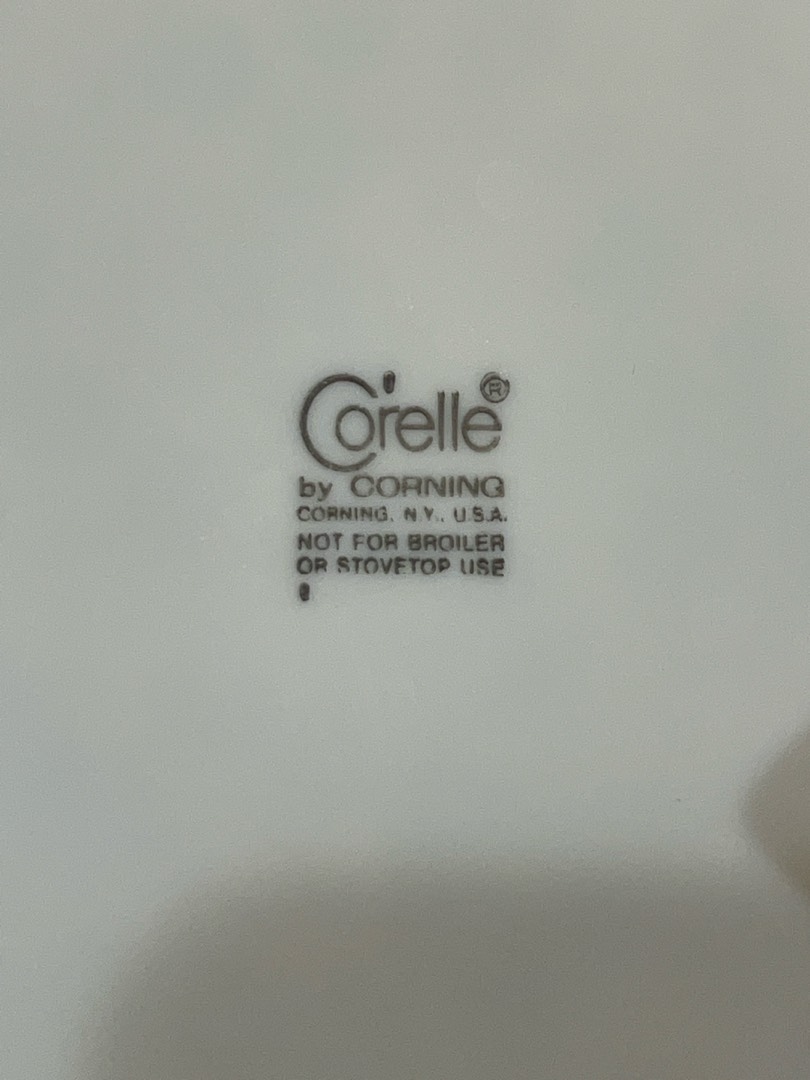 Corelle®
by CORNING
CORNING, N.Y., U.S.A.
NOT FOR BROILER
OR STOVETOP USE